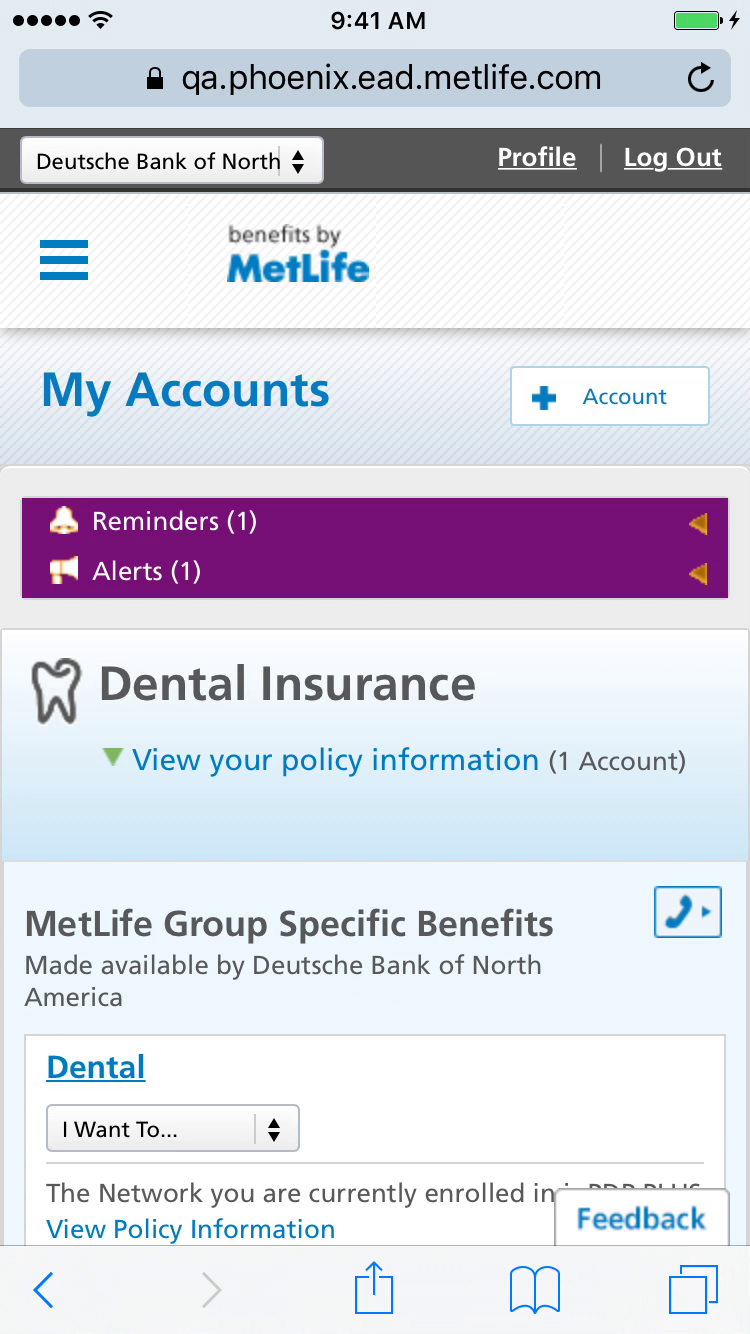 9:41 AM
qa.phoenix.ead.metlife.com
Deutsche Bank of North
Profile
Log Out
benefits by
MetLife
My Accounts
Account
Reminders (1)
Alerts (1)
Dental Insurance
View your policy information (1 Account)
MetLife Group Specific Benefits
Made available by Deutsche Bank of North
America
Dental
I Want To...
The Network you are currently enrolled in
View Policy Information
Feedback